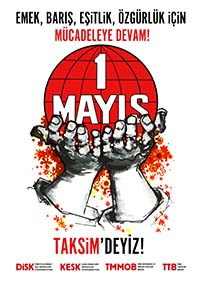 EMEK, BARIŞ, EŞİTLİK, ÖZGÜRLÜK İÇİN
MÜCADELEYE DEVAM!
1
MAYIS
TAKSİM'DEYİZ!
DİSK
KESK
TMMOB
TTB